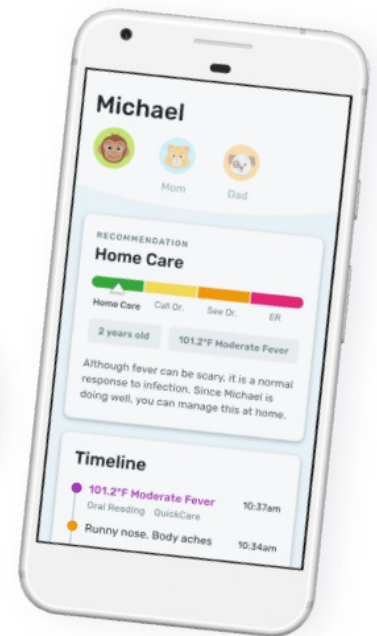 Michael
Mom
Dad
RECOMMENDATION
Home Care
Home Care
Call Dr.
See Dr.
ER
2 years old
101.2°F Moderate Fever
Although fever can be scary, it is a normal
response to infection. Since Michael is
doing well, you can manage this at home.
Timeline
101.2°F Moderate Fever
10:37am
Oral Reading QuickCare
Runny nose, Body aches
10:34am